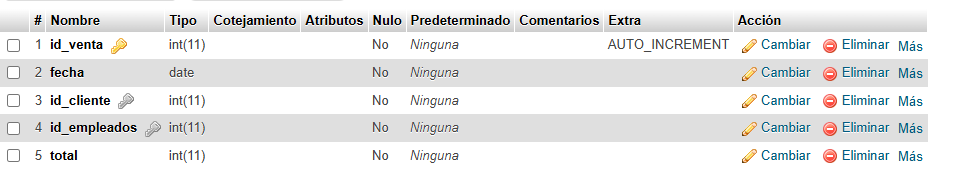 # Nombre Tipo Cotejamiento Atributos Nulo Predeterminado Comentarios Extra Acción
1 id_venta int(11) No Ninguna AUTO_INCREMENT Cambiar Eliminar Más
2 fecha date No Ninguna Cambiar Eliminar Más
3 id_cliente int(11) No Ninguna Cambiar Eliminar Más
4 id_empleados int(11) No Ninguna Cambiar Eliminar Más
5 total int(11) No Ninguna Cambiar Eliminar Más